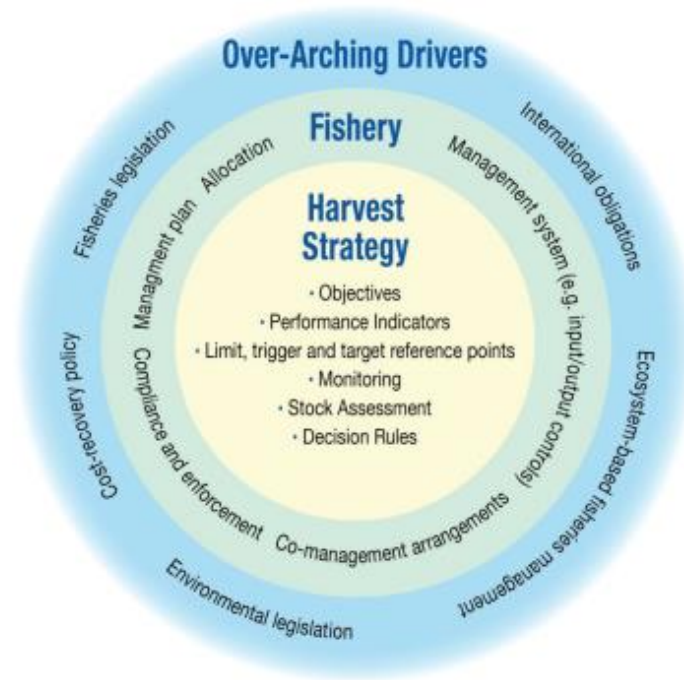 Over-Arching Drivers
Fisheries legislation
International obligations
Cost-recovery policy
Ecosystem-based fisheries management
Environmental legislation
Fishery
Allocation
Managment plan
Management system (e.g. input/output controls)
Compliance and enforcement
Co-management arrangements
Harvest
Strategy
• Objectives
• Performance Indicators
• Limit, trigger and target reference points
• Monitoring
• Stock Assessment
• Decision Rules